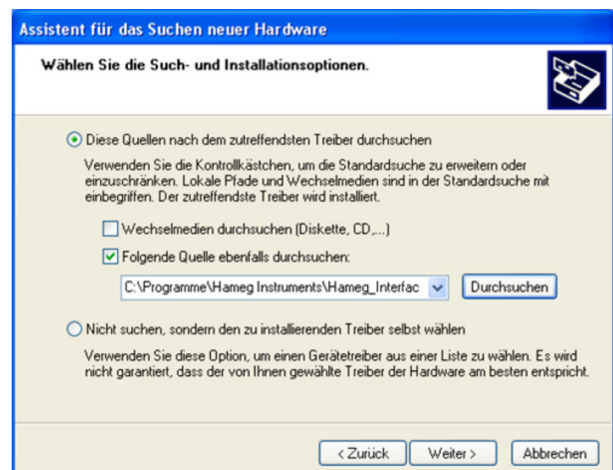 Assistent für das Suchen neuer Hardware
Wählen Sie die Such- und Installationsoptionen.
Diese Quellen nach dem zutreffendsten Treiber durchsuchen
Verwenden Sie die Kontrollkästchen, um die Standardsuche zu erweitern oder
einzuschränken. Lokale Pfade und Wechselmedien sind in der Standardsuche mit
einbegriffen. Der zutreffendste Treiber wird installiert.
Wechselmedien durchsuchen (Diskette, CD,...)
Folgende Quelle ebenfalls durchsuchen:
C:\Programme\Hameg Instruments\Hameg_Interfac
Durchsuchen
Nicht suchen, sondern den zu installierenden Treiber selbst wählen
Verwenden Sie diese Option, um einen Gerätetreiber aus einer Liste zu wählen. Es wird
nicht garantiert, dass der von Ihnen gewählte Treiber der Hardware am besten entspricht.
< Zurück
Weiter >
Abbrechen